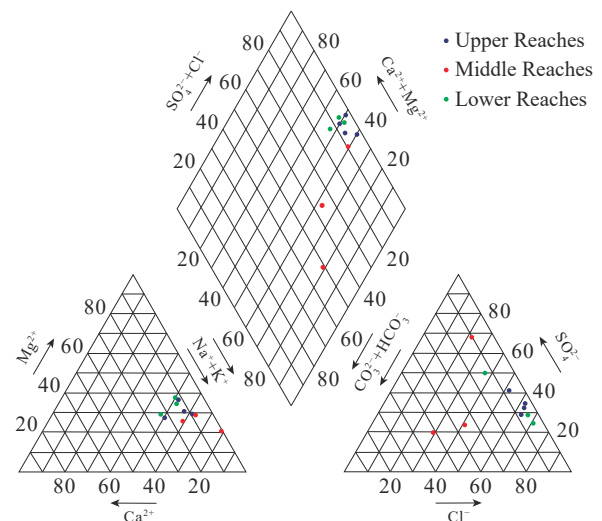 Upper Reaches
Middle Reaches
Lower Reaches
80
80
SO₄²⁻+Cl⁻
Ca²⁺+Mg²⁺
60
60
40
40
20
20
20
20
40
40
60
60
80
80
Mg²⁺
Na⁺+K⁺
80
60
40
20
80 60 40 20
Ca²⁺
CO₃²⁻+HCO₃⁻
SO₄²⁻
80
60
40
20
20 40 60 80
Cl⁻